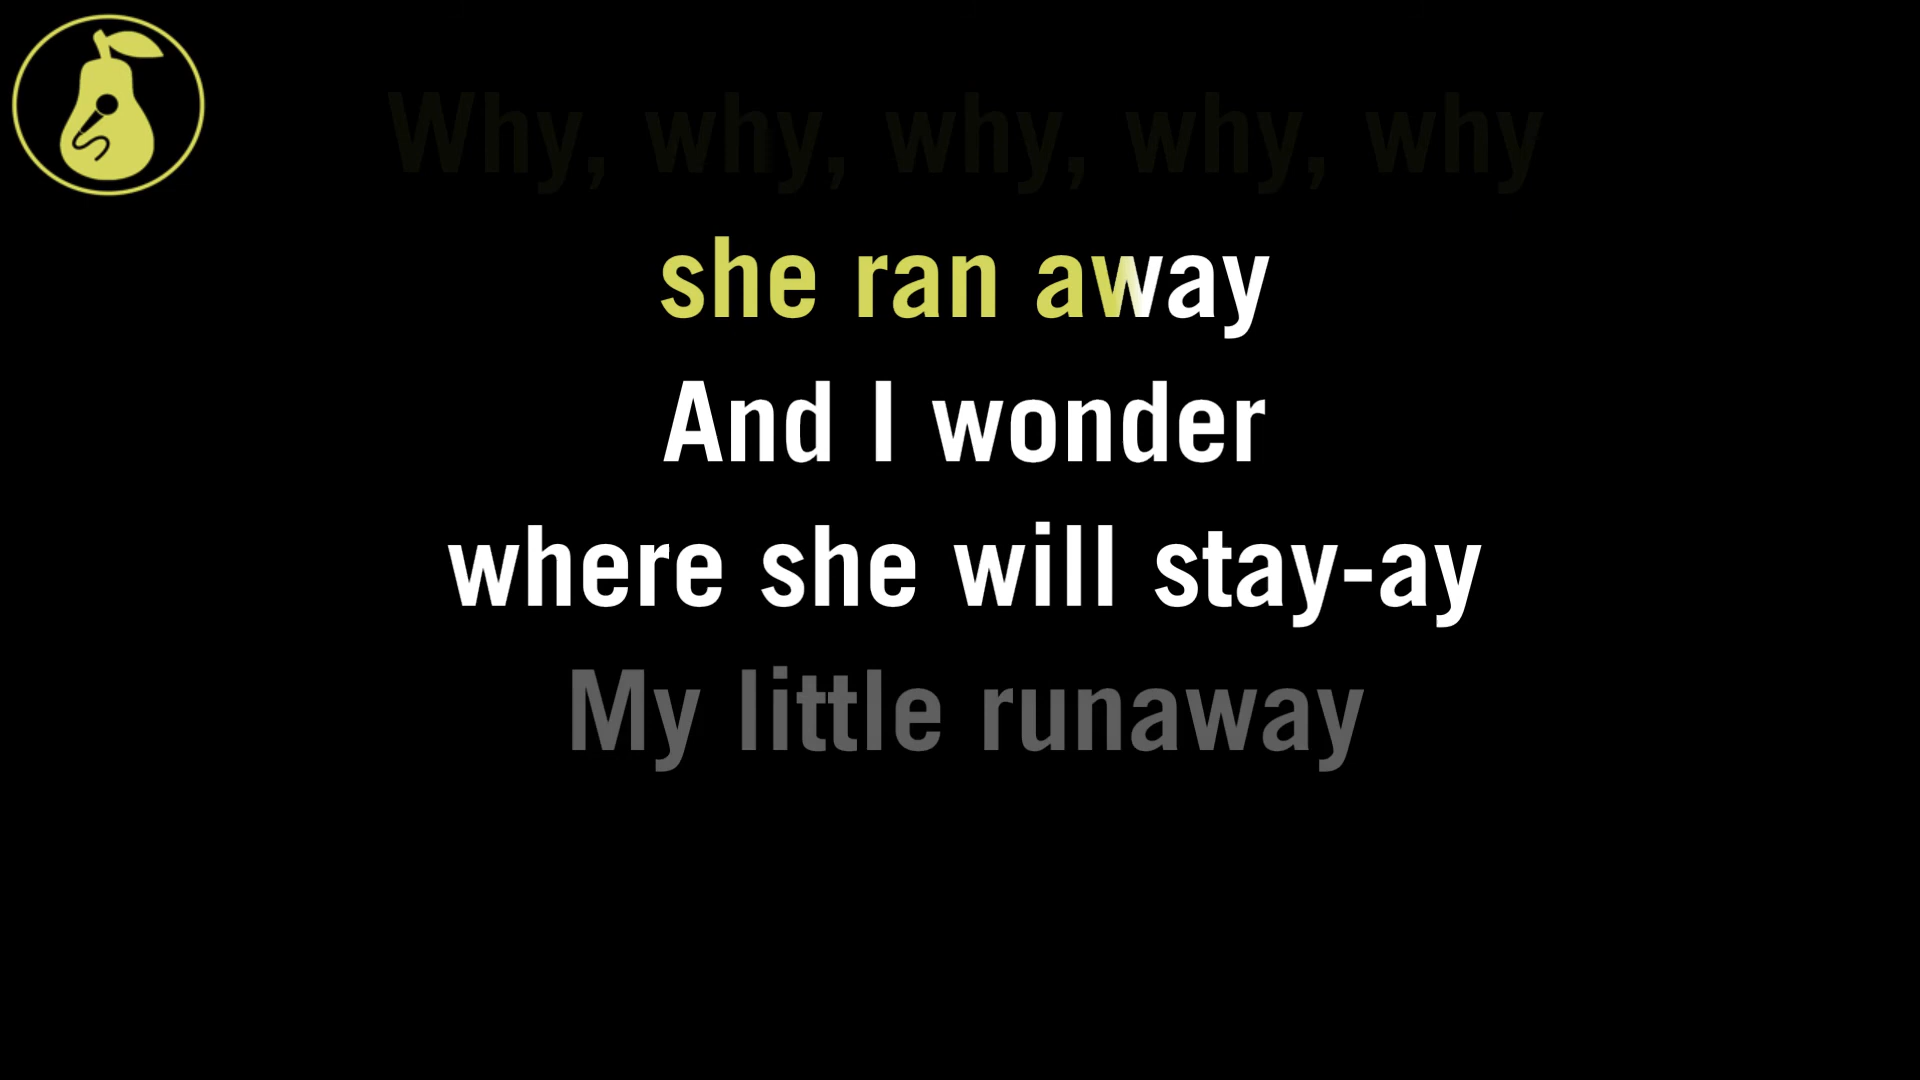 Why, why, why, why, why
she ran away
And I wonder
where she will stay-ay
My little runaway